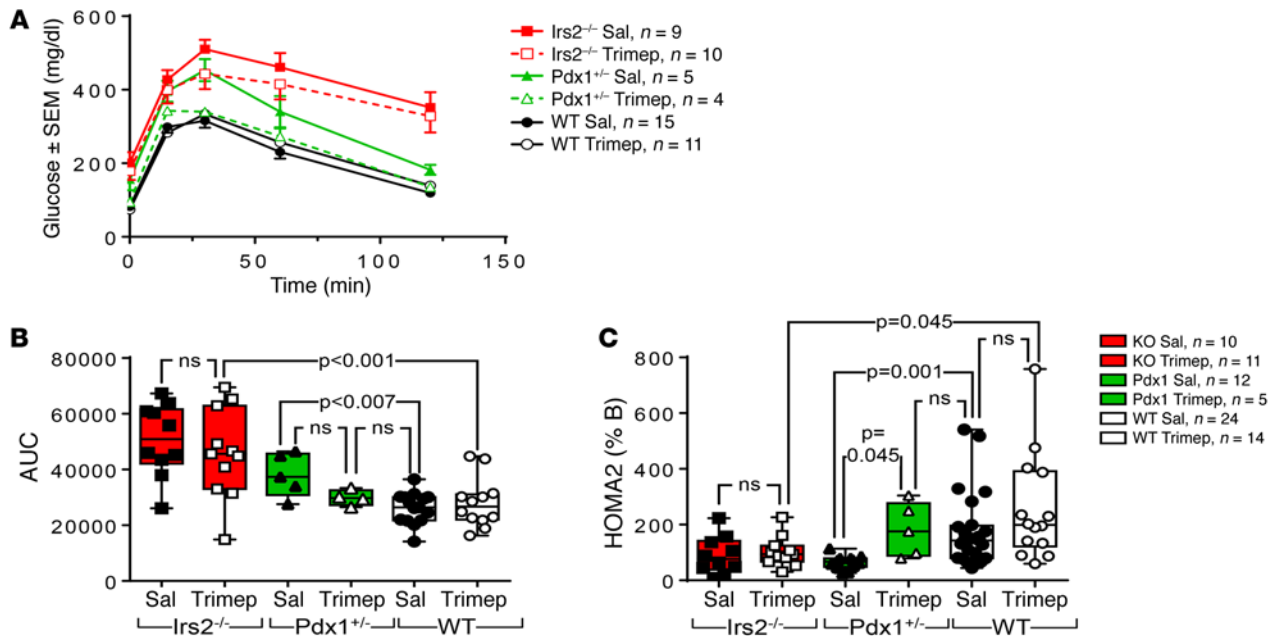 A
600
400
200
0
Glucose ± SEM (mg/dl)
0 50 100 150
Time (min)
Irs2⁻/⁻ Sal, n = 9
Irs2⁻/⁻ Trimep, n = 10
Pdx1⁺/⁻ Sal, n = 5
Pdx1⁺/⁻ Trimep, n = 4
WT Sal, n = 15
WT Trimep, n = 11
B
80000
60000
40000
20000
0
AUC
ns
p<0.001
p<0.007
ns ns
Sal Trimep Sal Trimep Sal Trimep
Irs2⁻/⁻ Pdx1⁺/⁻ WT
C
800
600
400
200
0
HOMA2 (% B)
p=0.045
ns
p=0.001
ns
p=
0.045
ns
Sal Trimep Sal Trimep Sal Trimep
Irs2⁻/⁻ Pdx1⁺/⁻ WT
KO Sal, n = 10
KO Trimep, n = 11
Pdx1 Sal, n = 12
Pdx1 Trimep, n = 5
WT Sal, n = 24
WT Trimep, n = 14